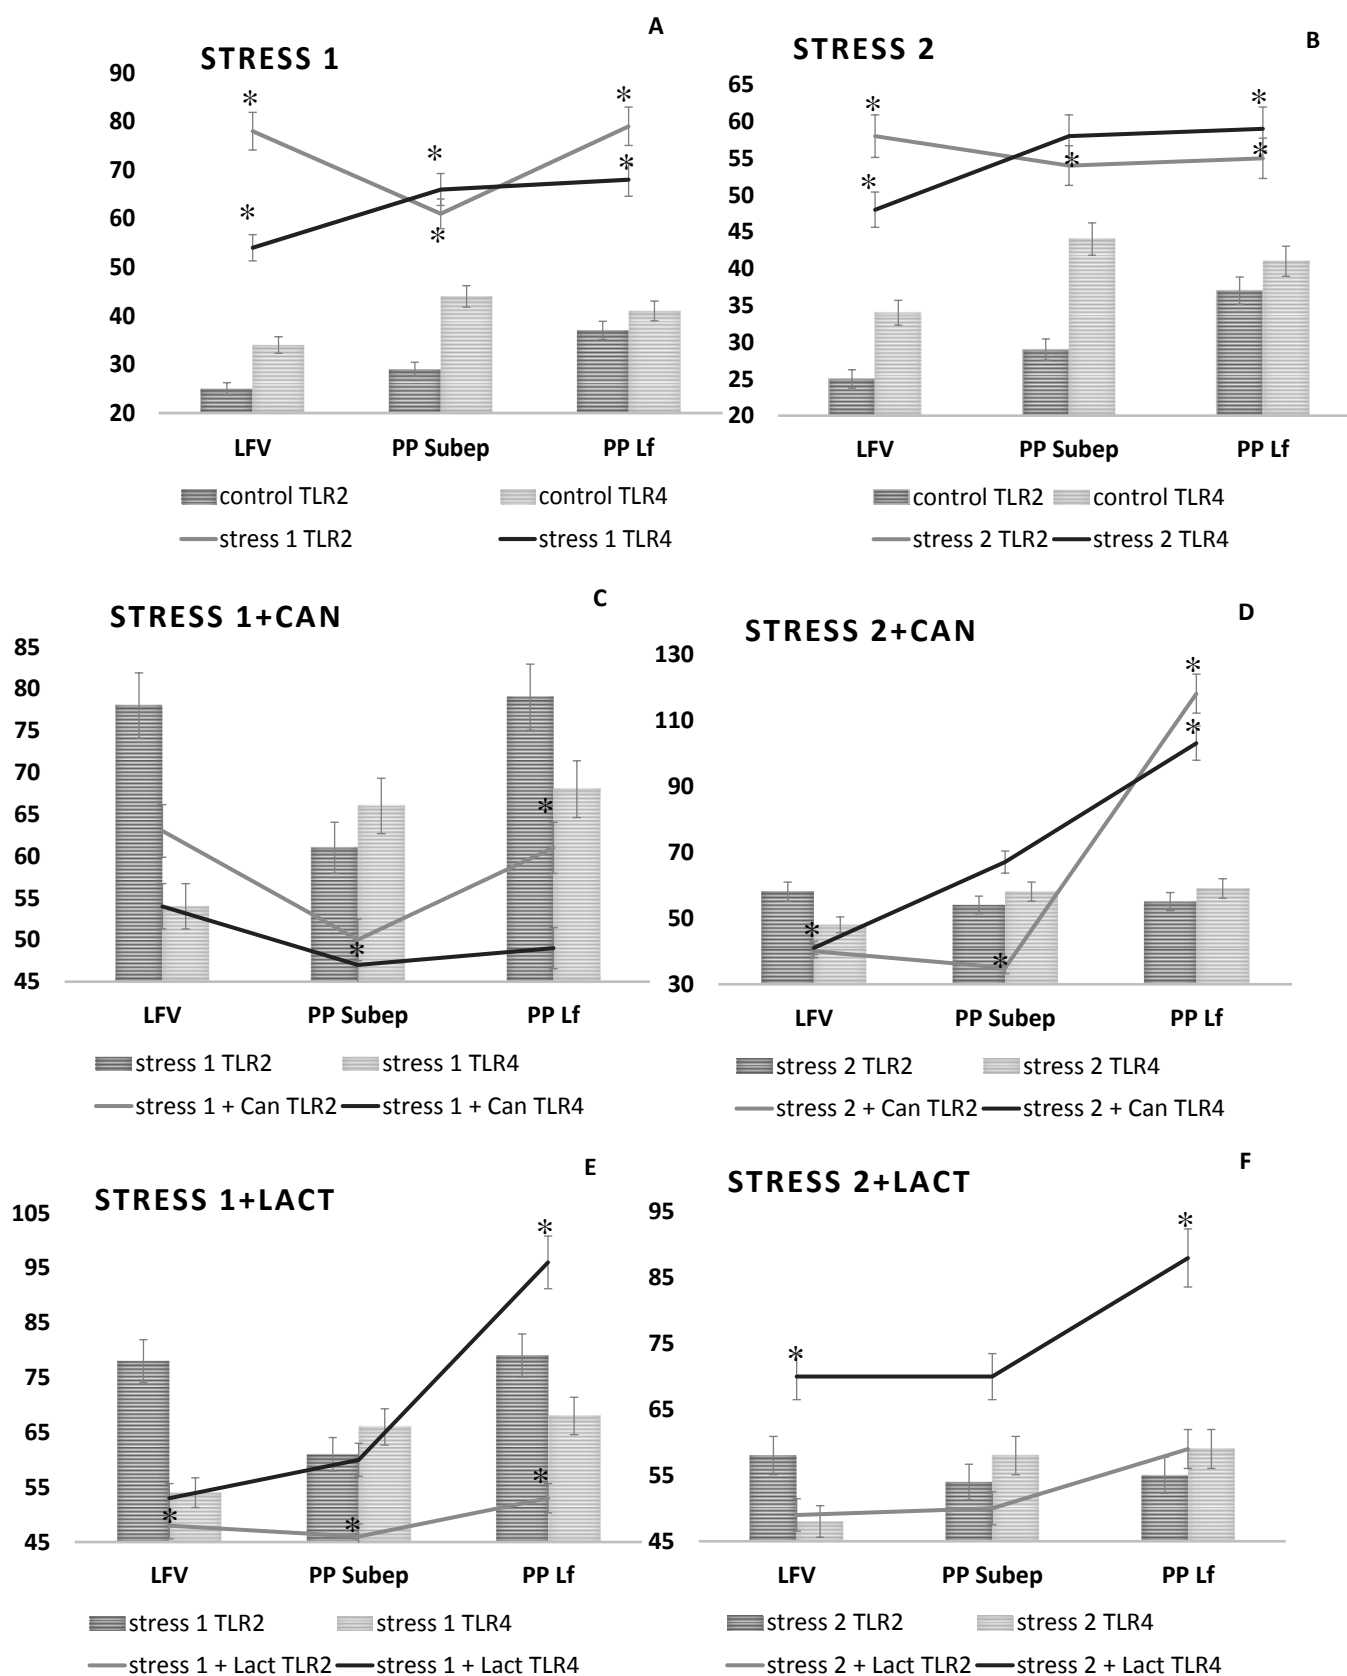 A
STRESS 1
90
80
70
60
50
40
30
20
* * * * * *
LFV PP Subep PP Lf
control TLR2 control TLR4
stress 1 TLR2 stress 1 TLR4
B
STRESS 2
65
60
55
50
45
40
35
30
25
20
* * * * *
LFV PP Subep PP Lf
control TLR2 control TLR4
stress 2 TLR2 stress 2 TLR4
C
STRESS 1+CAN
85
80
75
70
65
60
55
50
45
* *
LFV PP Subep PP Lf
stress 1 TLR2 stress 1 TLR4
stress 1 + Can TLR2 stress 1 + Can TLR4
D
STRESS 2+CAN
130
110
90
70
50
30
* * * *
LFV PP Subep PP Lf
stress 2 TLR2 stress 2 TLR4
stress 2 + Can TLR2 stress 2 + Can TLR4
E
STRESS 1+LACT
105
95
85
75
65
55
45
* * * *
LFV PP Subep PP Lf
stress 1 TLR2 stress 1 TLR4
stress 1 + Lact TLR2 stress 1 + Lact TLR4
F
STRESS 2+LACT
95
85
75
65
55
45
* *
LFV PP Subep PP Lf
stress 2 TLR2 stress 2 TLR4
stress 2 + Lact TLR2 stress 2 + Lact TLR4